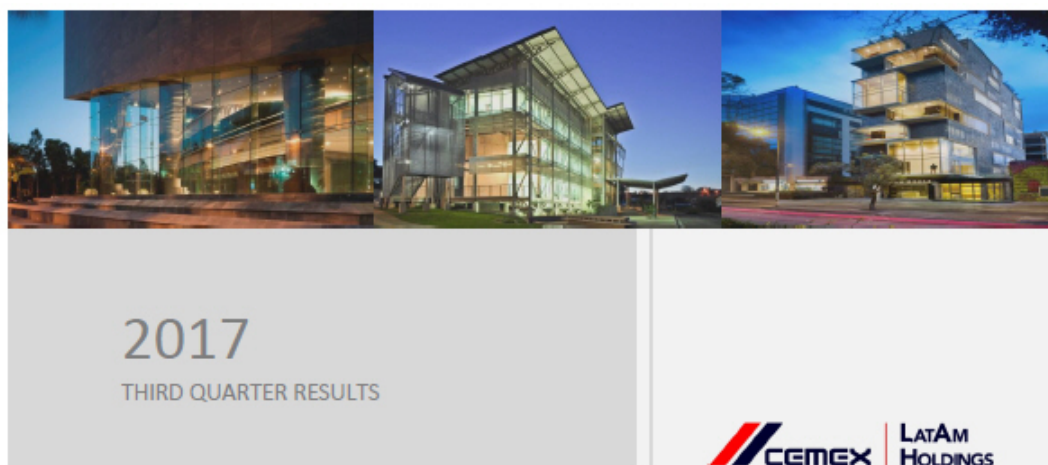 2017
THIRD QUARTER RESULTS
CEMEX
LATAM
HOLDINGS